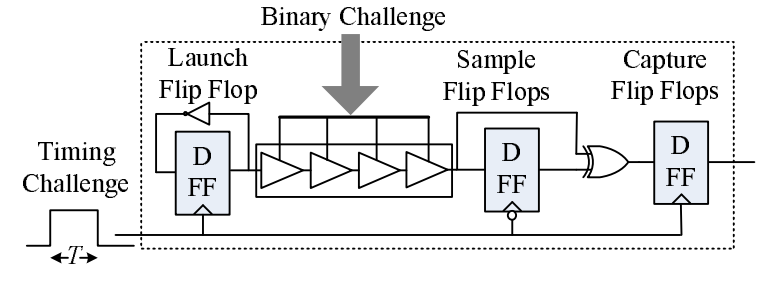 Binary Challenge
Launch
Flip Flop
Sample
Flip Flops
Capture
Flip Flops
Timing
Challenge
D
FF
D
FF
D
FF
T